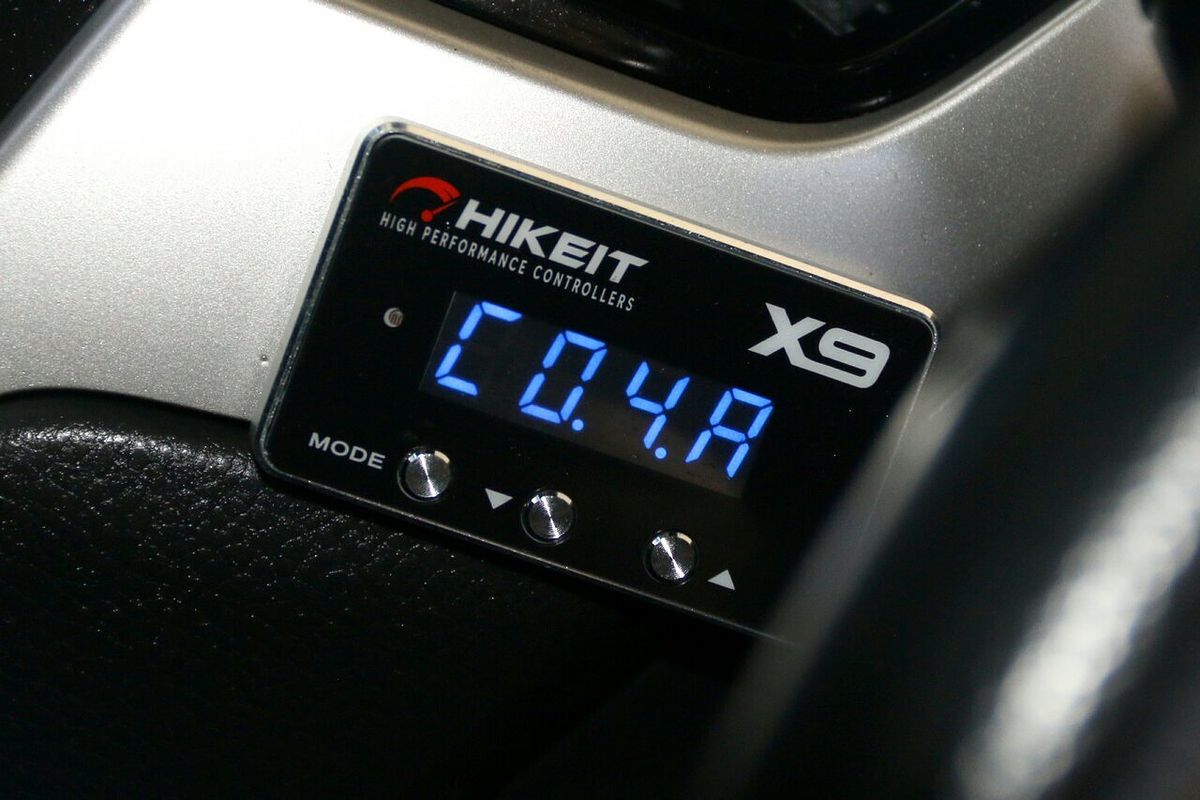 HIKEIT
HIGH PERFORMANCE CONTROLLERS
X9
C0.4.A
MODE